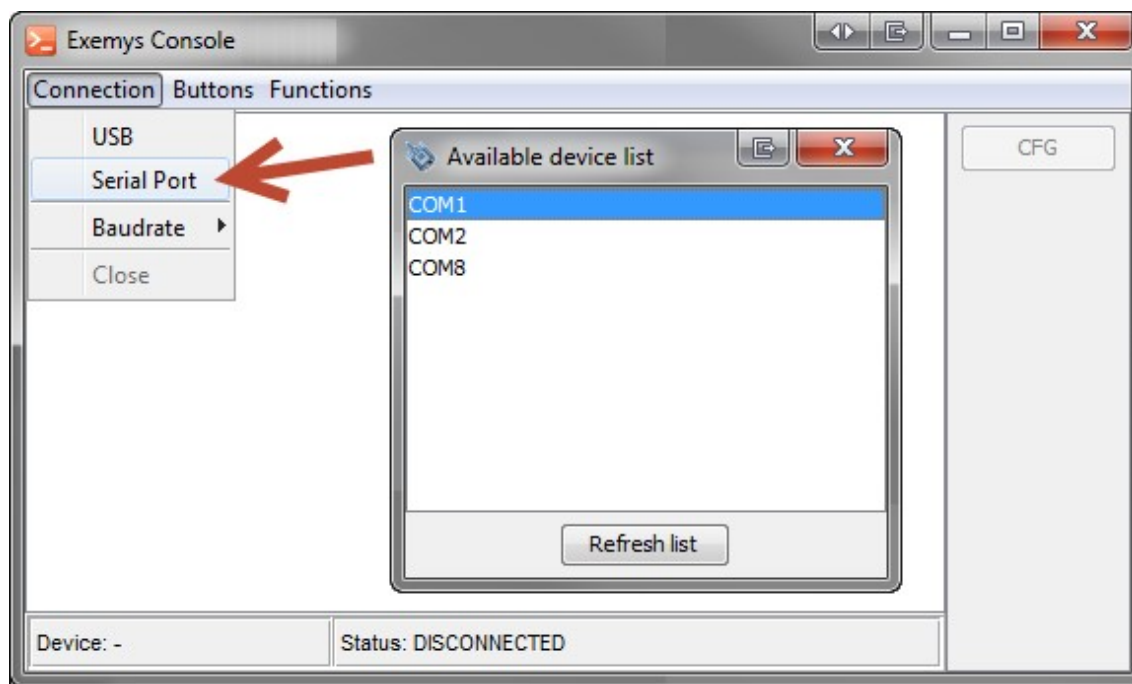 Exemys Console
Connection Buttons Functions
USB
Serial Port
Baudrate
Close
Available device list
COM1
COM2
COM8
Refresh list
CFG
Device: -
Status: DISCONNECTED